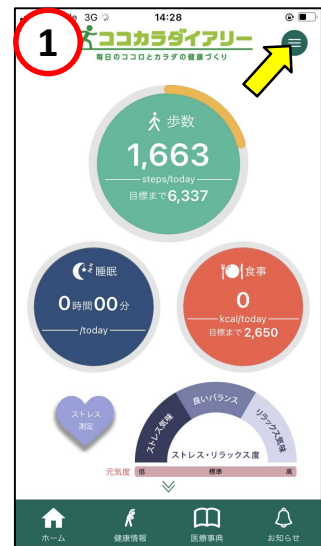 3G 14:28
1
ココカラダイアリー
毎日のココロとカラダの健康づくり
歩数
1,663
steps/today
目標まで6,337
睡眠
0時間00分
/today
食事
0
kcal/today
目標まで2,650
ストレス
測定
ストレス気味
良いバランス
リラックス気味
ストレス・リラックス度
元気度 低 標準 高
ホーム 健康情報 医療事典 お知らせ